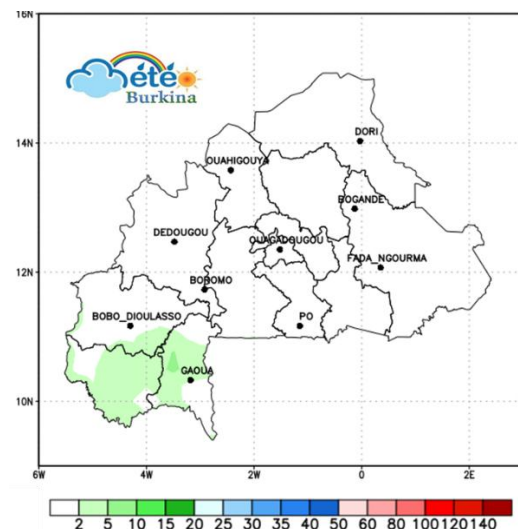 16N
été
Burkina
DORI
14N
OUAHIGOUYA
BOGANDE
DEDOUGOU
OUAGADOUGOU
FADA_NGOURMA
12N
BOROMO
BOBO_DIOULASSO
PO
GAOUA
10N
6W 4W 2W 0 2E
2 5 10 15 20 25 30 35 40 50 60 80 100 120 140